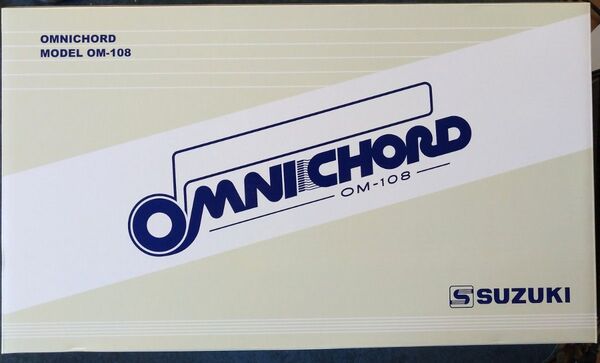 OMNICHORD
MODEL OM-108
OMNICHORD
OM-108
SUZUKI